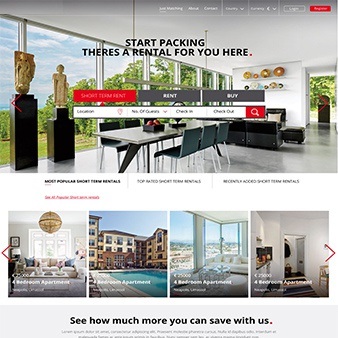 Just Watching About Contact Country Currency € Login Register
START PACKING
THERES A RENTAL FOR YOU HERE.
SHORT TERM RENT RENT BUY
Location No. Of Guests Check In Check Out
MOST POPULAR SHORT TERM RENTALS TOP RATED SHORT TERM RENTALS RECENTLY ADDED SHORT TERM RENTALS
See All Popular Short term rentals
€ 25000 € 25000 € 25000
4 Bedroom Apartment 4 Bedroom Apartment 4 Bedroom Apartment 4 Bedroom Apartment
Neapolis, Limassol Neapolis, Limassol Neapolis, Limassol Neapolis, Limassol
See how much more you can save with us.